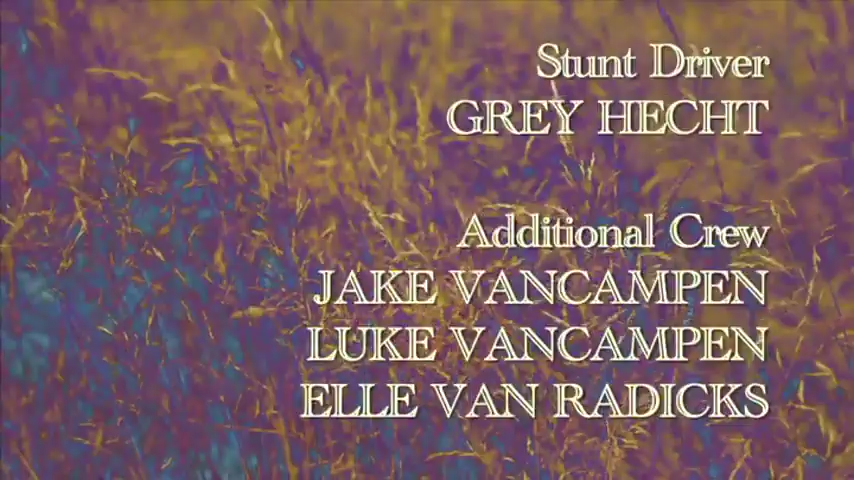 Stunt Driver
GREY HECHT
Additional Crew
JAKE VANCAMPEN
LUKE VANCAMPEN
ELLE VAN RADICKS